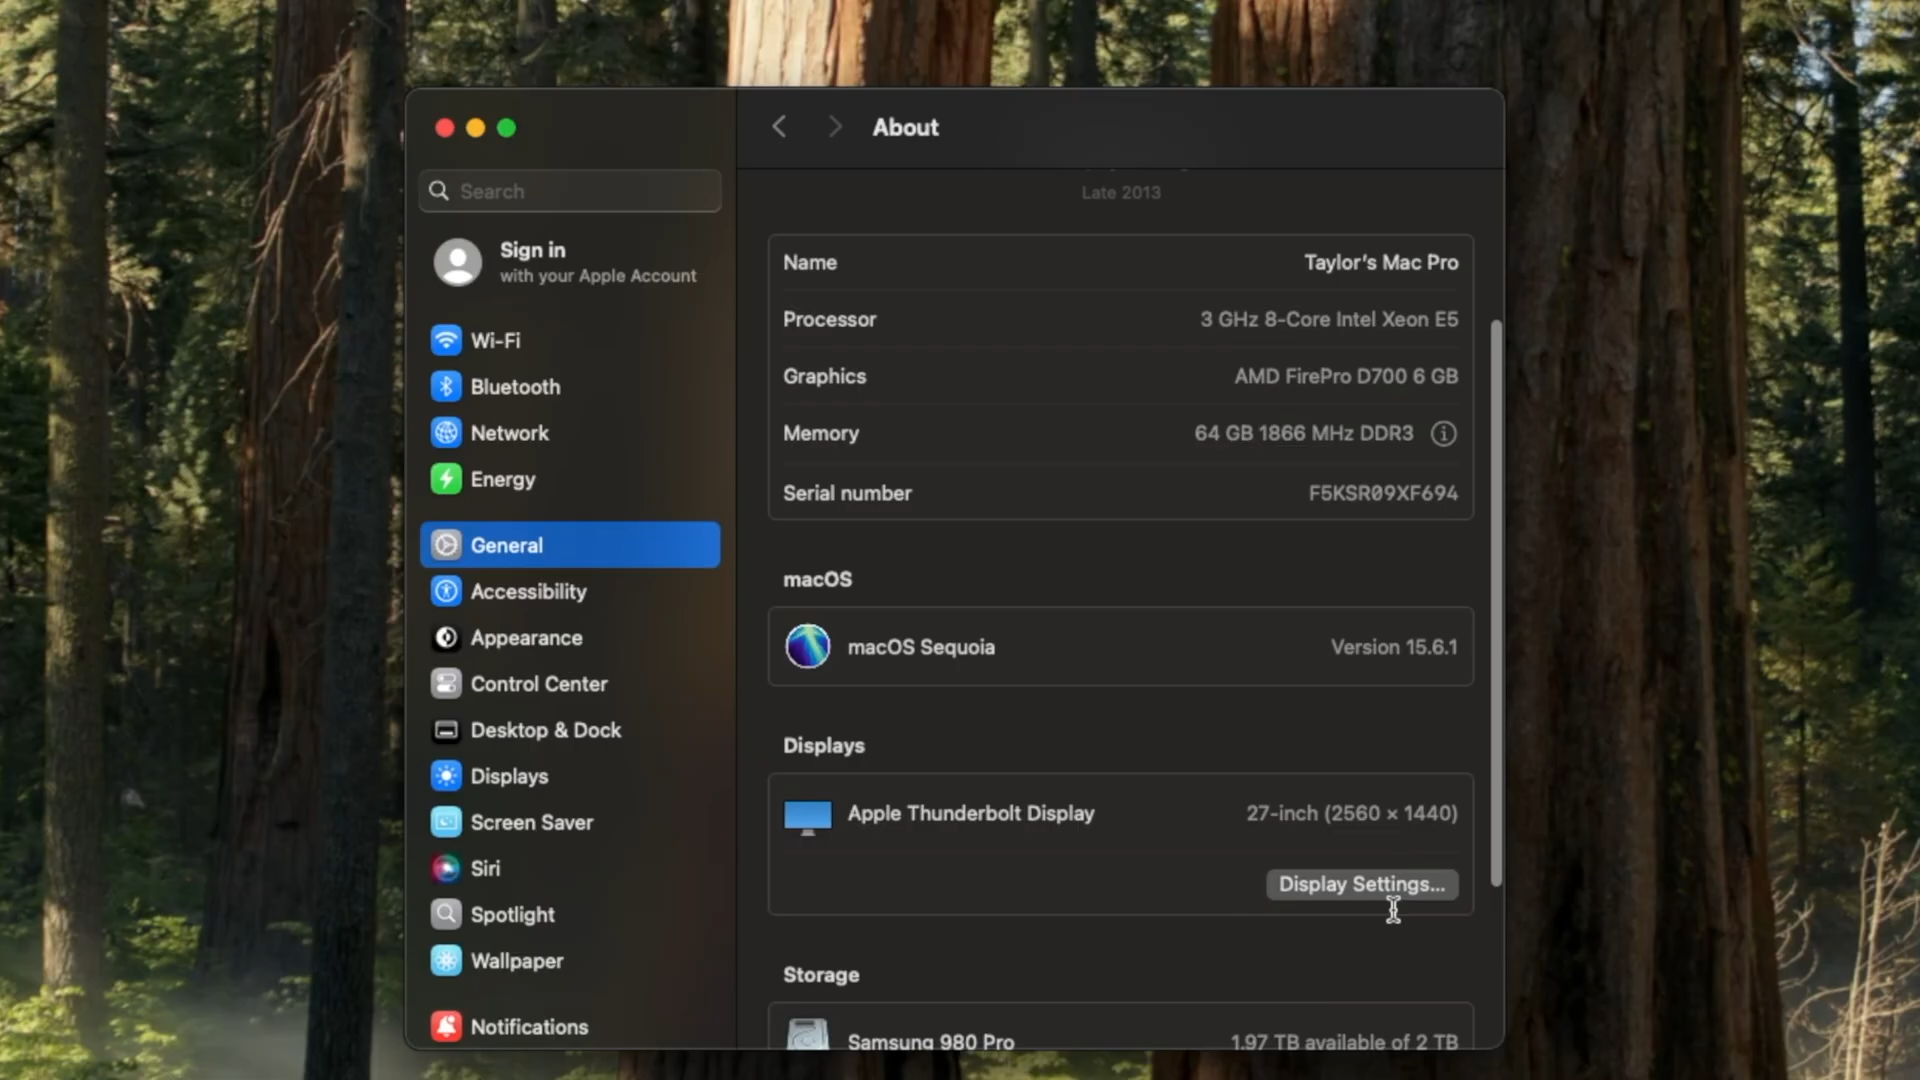 About
Search
Late 2013
Sign in
with your Apple Account
Name
Taylor's Mac Pro
Processor
3 GHz 8-Core Intel Xeon E5
Graphics
AMD FirePro D700 6 GB
Memory
64 GB 1866 MHz DDR3
Serial number
F5KSR09XF694
macOS
macOS Sequoia
Version 15.6.1
Displays
Apple Thunderbolt Display
27-inch (2560 × 1440)
Display Settings...
Storage
Samsung 980 Pro
1.97 TB available of 2 TB
Wi-Fi
Bluetooth
Network
Energy
General
Accessibility
Appearance
Control Center
Desktop & Dock
Displays
Screen Saver
Siri
Spotlight
Wallpaper
Notifications